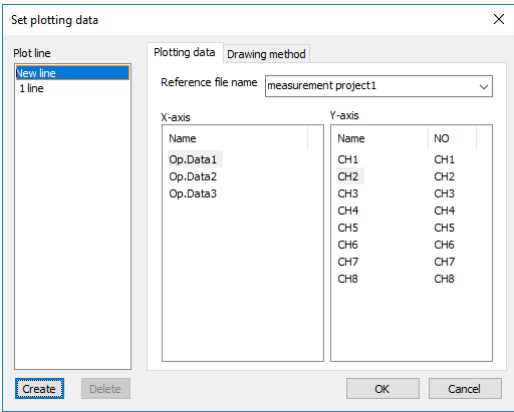 Set plotting data
Plot line
New line
1 line
Plotting data
Drawing method
Reference file name
measurement project1
X-axis
Name
Op.Data1
Op.Data2
Op.Data3
Y-axis
Name NO
CH1 CH1
CH2 CH2
CH3 CH3
CH4 CH4
CH5 CH5
CH6 CH6
CH7 CH7
CH8 CH8
Create
Delete
OK
Cancel